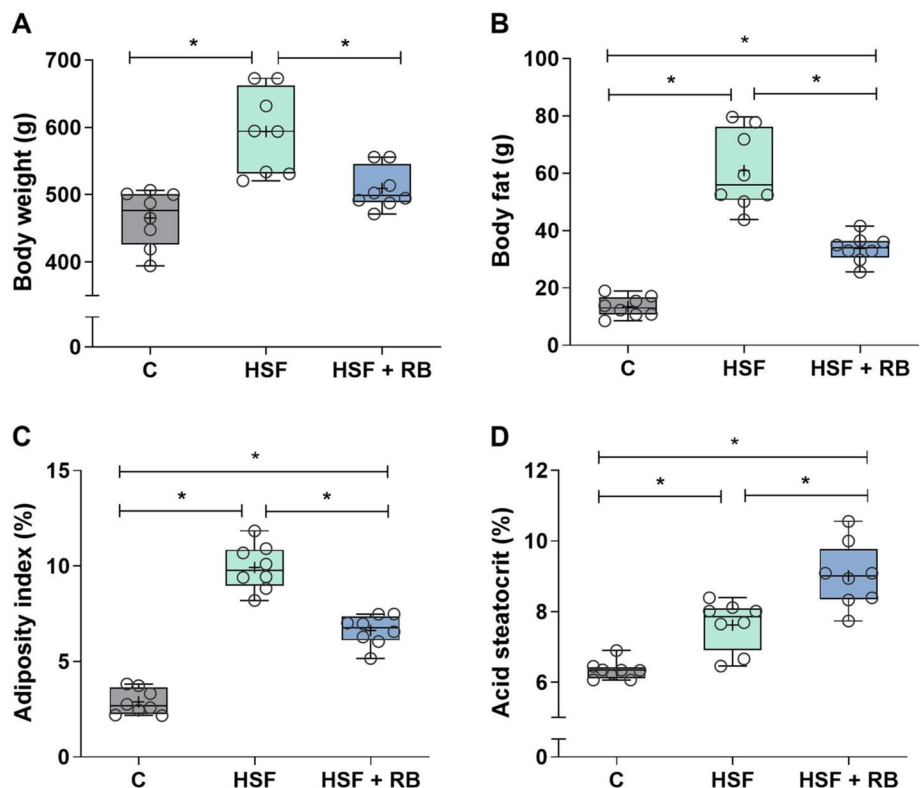 A
B
* *
*
* *
Body weight (g)
700
600
500
400
0
C HSF HSF + RB
Body fat (g)
100
80
60
40
20
0
C HSF HSF + RB
C
D
*
* *
*
* *
Adiposity index (%)
15
10
5
0
C HSF HSF + RB
Acid steatocrit (%)
12
10
8
6
0
C HSF HSF + RB